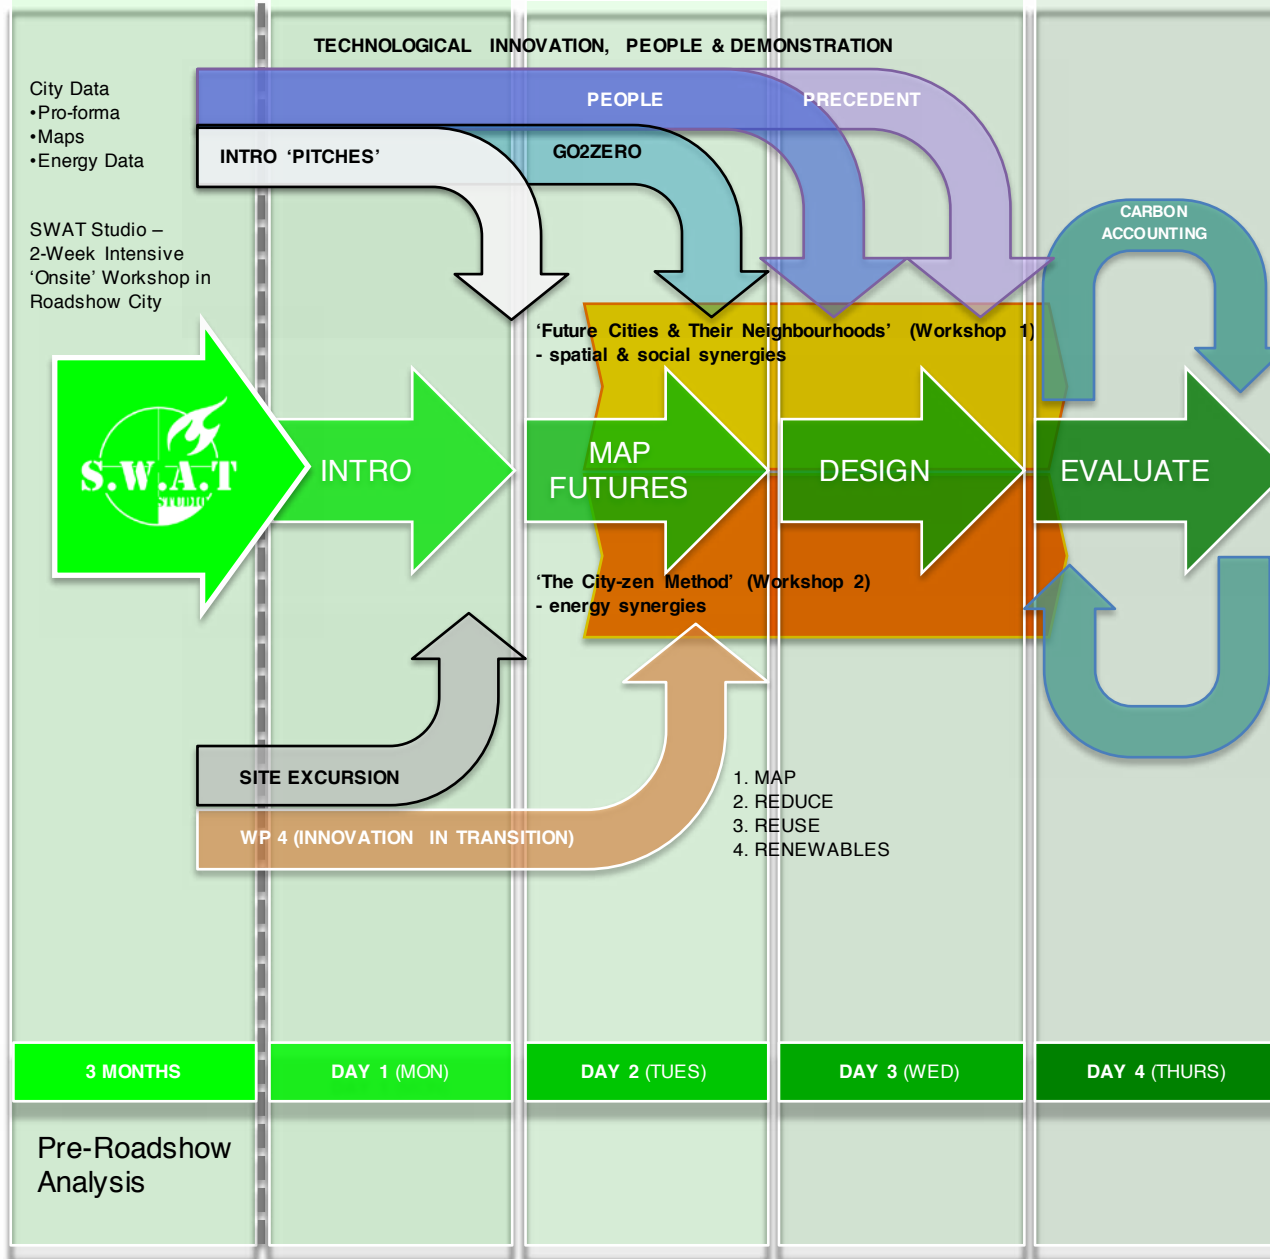 TECHNOLOGICAL INNOVATION, PEOPLE & DEMONSTRATION
City Data
•Pro-forma
•Maps
•Energy Data
SWAT Studio –
2-Week Intensive
‘Onsite’ Workshop in
Roadshow City
PEOPLE
PRECEDENT
INTRO ‘PITCHES’
GO2ZERO
CARBON
ACCOUNTING
‘Future Cities & Their Neighbourhoods’ (Workshop 1)
- spatial & social synergies
S.W.A.T
STUDIO
INTRO
MAP
FUTURES
DESIGN
EVALUATE
‘The City-zen Method’ (Workshop 2)
- energy synergies
SITE EXCURSION
WP 4 (INNOVATION IN TRANSITION)
1. MAP
2. REDUCE
3. REUSE
4. RENEWABLES
3 MONTHS
DAY 1 (MON)
DAY 2 (TUES)
DAY 3 (WED)
DAY 4 (THURS)
Pre-Roadshow
Analysis